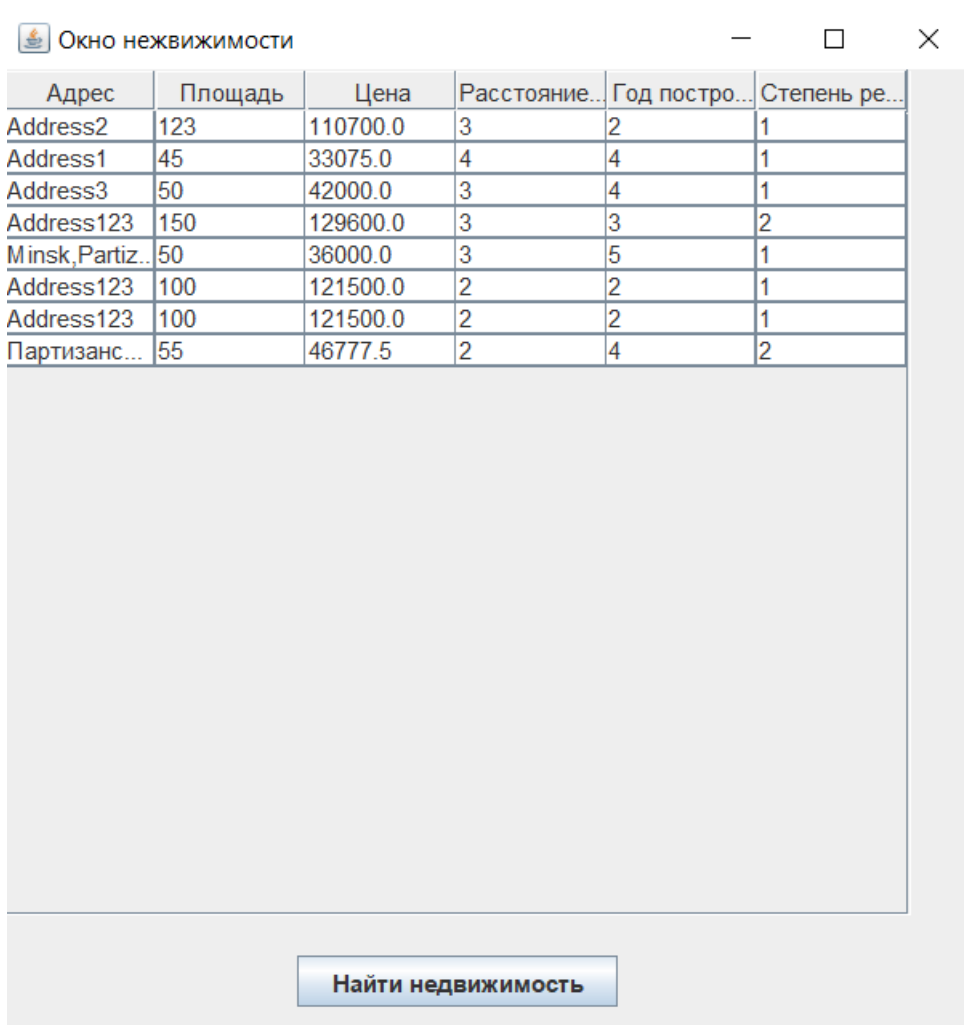 Окно нежвижимости
Адрес Площадь Цена Расстояние... Год постро... Степень ре...
Address2 123 110700.0 3 2 1
Address1 45 33075.0 4 4 1
Address3 50 42000.0 3 4 1
Address123 150 129600.0 3 3 2
Minsk,Partiz... 50 36000.0 3 5 1
Address123 100 121500.0 2 2 1
Address123 100 121500.0 2 2 1
Партизанс... 55 46777.5 2 4 2
Найти недвижимость